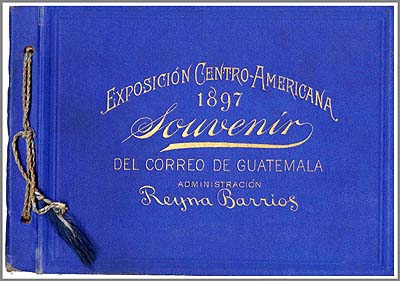 EXPOSICIÓN CENTRO-AMERICANA
1897
Souvenir
DEL CORREO DE GUATEMALA
ADMINISTRACIÓN
Reyna Barrios